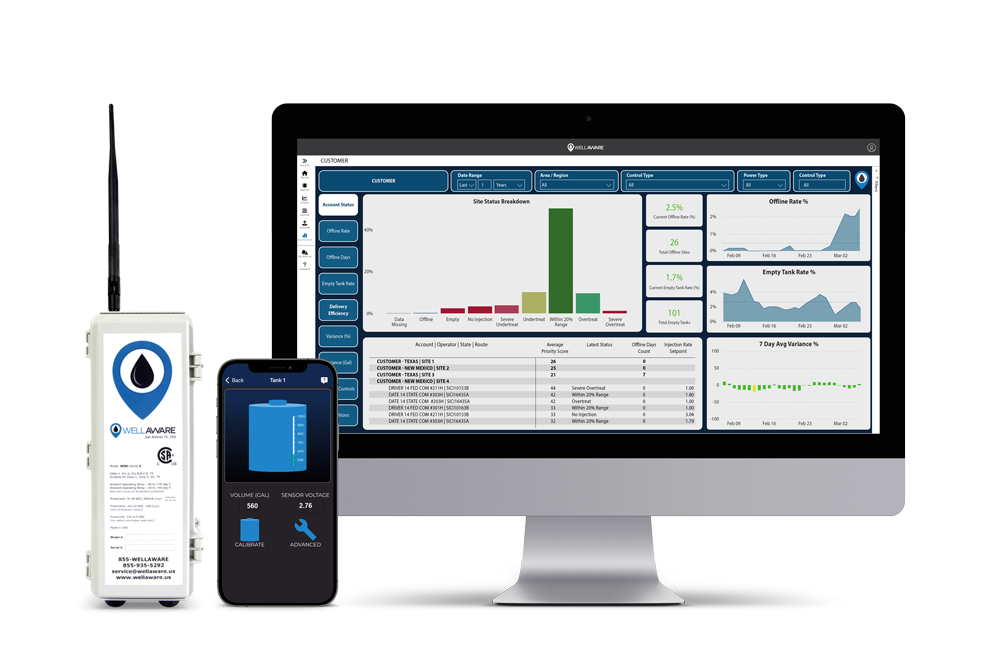 WELLAWARE
CUSTOMER
CUSTOMER
Date Range
Last 1 Years
Area / Region
All
Control Type
All
Power Type
All
Control Type
All
Account Status
Offline Rate
Offline Days
Empty Tank Rate
Delivery
Efficiency
Variance (%)
iance (Gal)
Controls
itions
Site Status Breakdown
40%
20%
0%
Data
Missing
Offline
Empty
No injection
Severe
Undertreat
Undertreat
Within 20%
Range
Overtreat
Severe
Overtreat
2.5%
Current Offline Rate (%)
26
Total Offline Sites
1.7%
Current Empty Tank Rate (%)
101
Total Empty Tanks
Offline Rate %
2%
1%
0%
Feb 09 Feb 16 Feb 23 Mar 02
Empty Tank Rate %
4%
2%
0%
Feb 09 Feb 16 Feb 23 Mar 02
7 Day Avg Variance %
100
50
0
-50
-100
Feb 09 Feb 16 Feb 23 Mar 02
Account | Operator | State | Route Average Priority Score Latest Status Offline Days Count Injection Rate Setpoint
CUSTOMER - TEXAS | SITE 1 26 0
CUSTOMER - NEW MEXICO | SITE 2 25 0
CUSTOMER - TEXAS | SITE 3 21 7
CUSTOMER - NEW MEXICO | SITE 4
DRIVER 14 FED COM #211H | SICI10153B 44 Severe Overtreat 0 1.00
DATE 14 STATE COM #303H | SICI16435A 42 Within 20% Range 0 1.80
DATE 14 STATE COM #203H | SICI16435A 42 Overtreat 0 1.00
DRIVER 14 FED COM #401H | SICI10163B 34 Within 20% Range 0 1.00
DRIVER 14 FED COM #211H | SICI10153B 33 No Injection 0 5.04
DATE 14 STATE COM #303H | SICI16435A 32 Within 20% Range 0 1.79
WELLAWARE
San Antonio TX, USA
Model #
Serial #
855-WELLAWARE
855-935-5292
service@wellaware.us
www.wellaware.us
Back Tank 1
VOLUME (GAL) SENSOR VOLTAGE
560 2.76
CALIBRATE ADVANCED